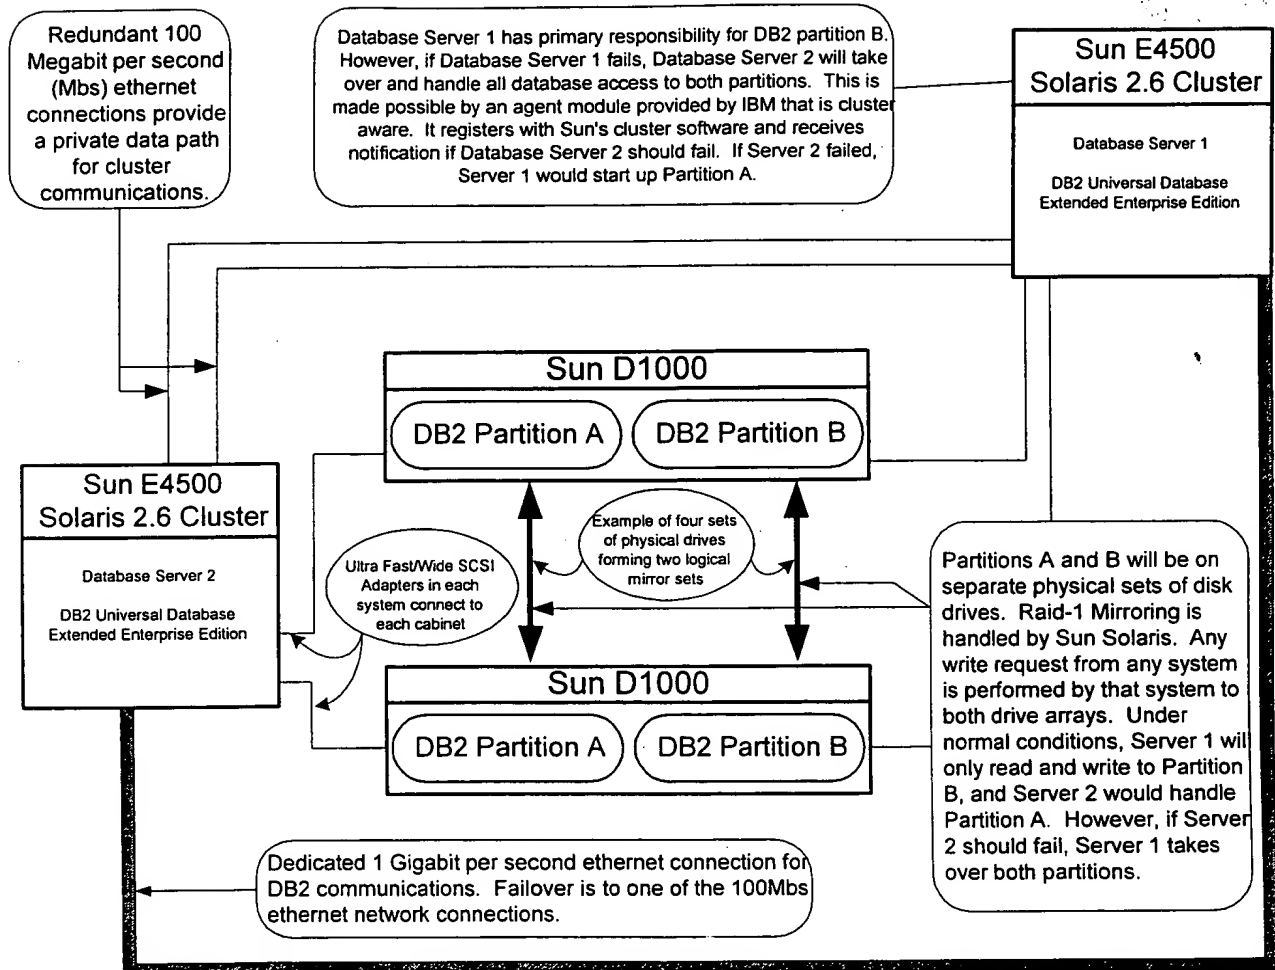 Redundant 100
Megabit per second
(Mbs) ethernet
connections provide
a private data path
for cluster
communications.
Database Server 1 has primary responsibility for DB2 partition B.
However, if Database Server 1 fails, Database Server 2 will take
over and handle all database access to both partitions. This is
made possible by an agent module provided by IBM that is cluster
aware. It registers with Sun's cluster software and receives
notification if Database Server 2 should fail. If Server 2 failed,
Server 1 would start up Partition A.
Sun E4500
Solaris 2.6 Cluster
Database Server 1
DB2 Universal Database
Extended Enterprise Edition
Sun D1000
DB2 Partition A
DB2 Partition B
Sun E4500
Solaris 2.6 Cluster
Database Server 2
DB2 Universal Database
Extended Enterprise Edition
Ultra Fast/Wide SCSI
Adapters in each
system connect to
each cabinet
Example of four sets
of physical drives
forming two logical
mirror sets
Partitions A and B will be on
separate physical sets of disk
drives. Raid-1 Mirroring is
handled by Sun Solaris. Any
write request from any system
is performed by that system to
both drive arrays. Under
normal conditions, Server 1 will
only read and write to Partition
B, and Server 2 would handle
Partition A. However, if Server
2 should fail, Server 1 takes
over both partitions.
Sun D1000
DB2 Partition A
DB2 Partition B
Dedicated 1 Gigabit per second ethernet connection for
DB2 communications. Failover is to one of the 100Mbs
ethernet network connections.